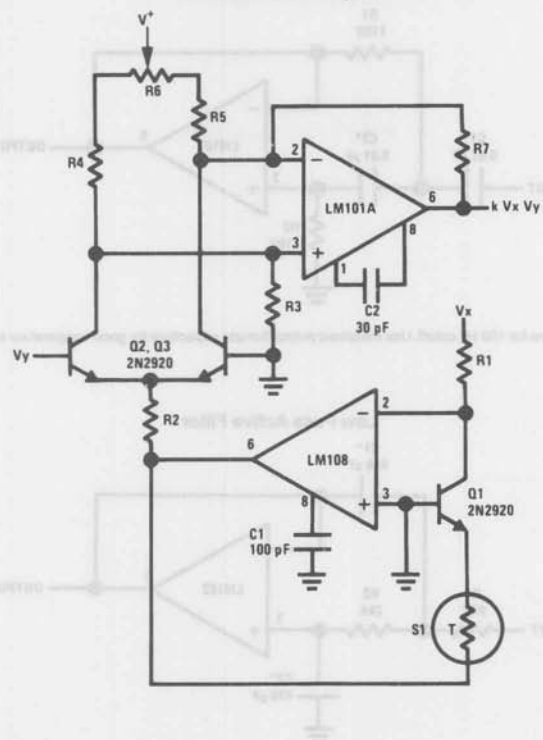 V+
R6
R5
R4
R7
2
LM101A
6
k Vx Vy
3
1
8
C2
30 pF
R3
Vx
Vy
Q2, Q3
2N2920
R1
R2
2
6
LM108
3
Q1
2N2920
8
C1
100 pF
S1
T